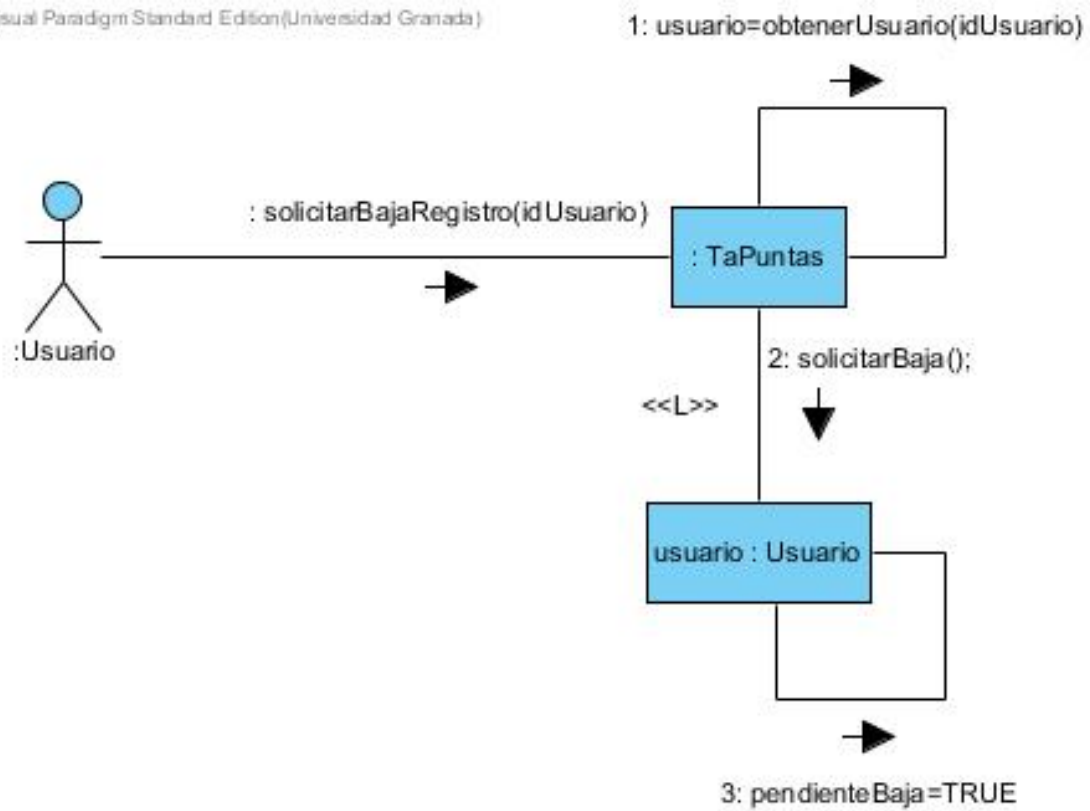 sual Paradigm Standard Edition(Universidad Granada)
1: usuario=obtenerUsuario(idUsuario)
: solicitarBajaRegistro(idUsuario)
: TaPuntas
:Usuario
2: solicitarBaja();
<<L>>
usuario : Usuario
3: pendienteBaja=TRUE